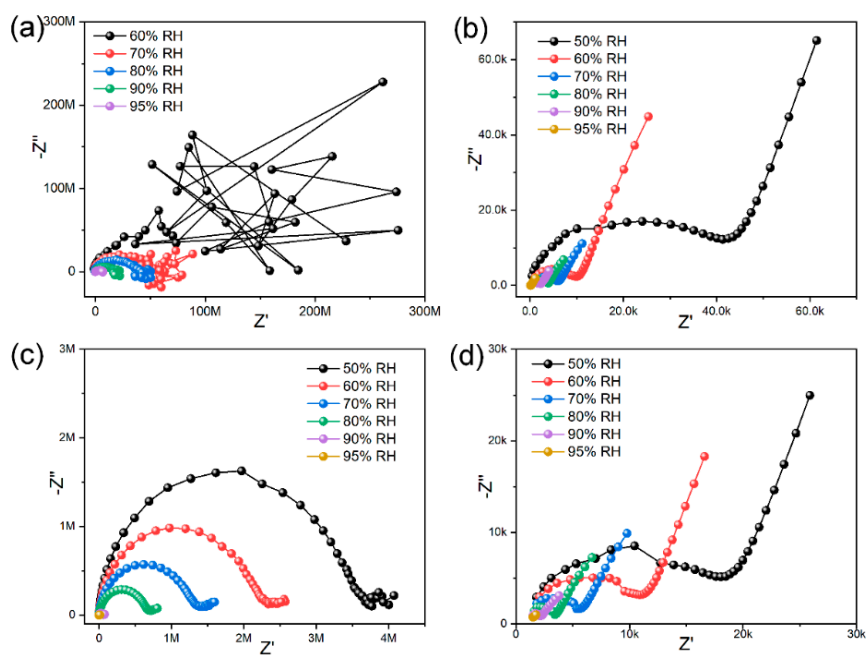 (a)
300M
200M
100M
0
-Z''
60% RH
70% RH
80% RH
90% RH
95% RH
0
100M
200M
300M
Z'
(b)
60.0k
40.0k
20.0k
0.0
-Z''
50% RH
60% RH
70% RH
80% RH
90% RH
95% RH
0.0
20.0k
40.0k
60.0k
Z'
(c)
3M
2M
1M
0
-Z''
50% RH
60% RH
70% RH
80% RH
90% RH
95% RH
0
1M
2M
3M
4M
Z'
(d)
30k
20k
10k
0
-Z''
50% RH
60% RH
70% RH
80% RH
90% RH
95% RH
0
10k
20k
30k
Z'